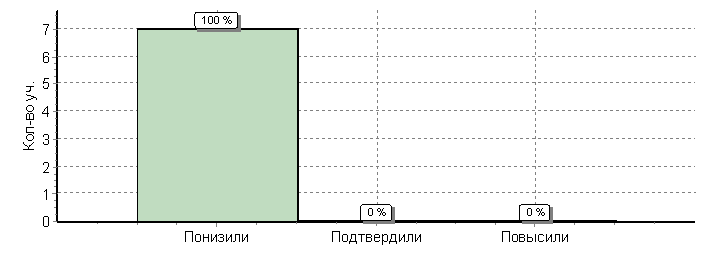 100 %
7
6
5
4
3
2
1
0
Кол-во уч.
0 %
0 %
Понизили
Подтвердили
Повысили